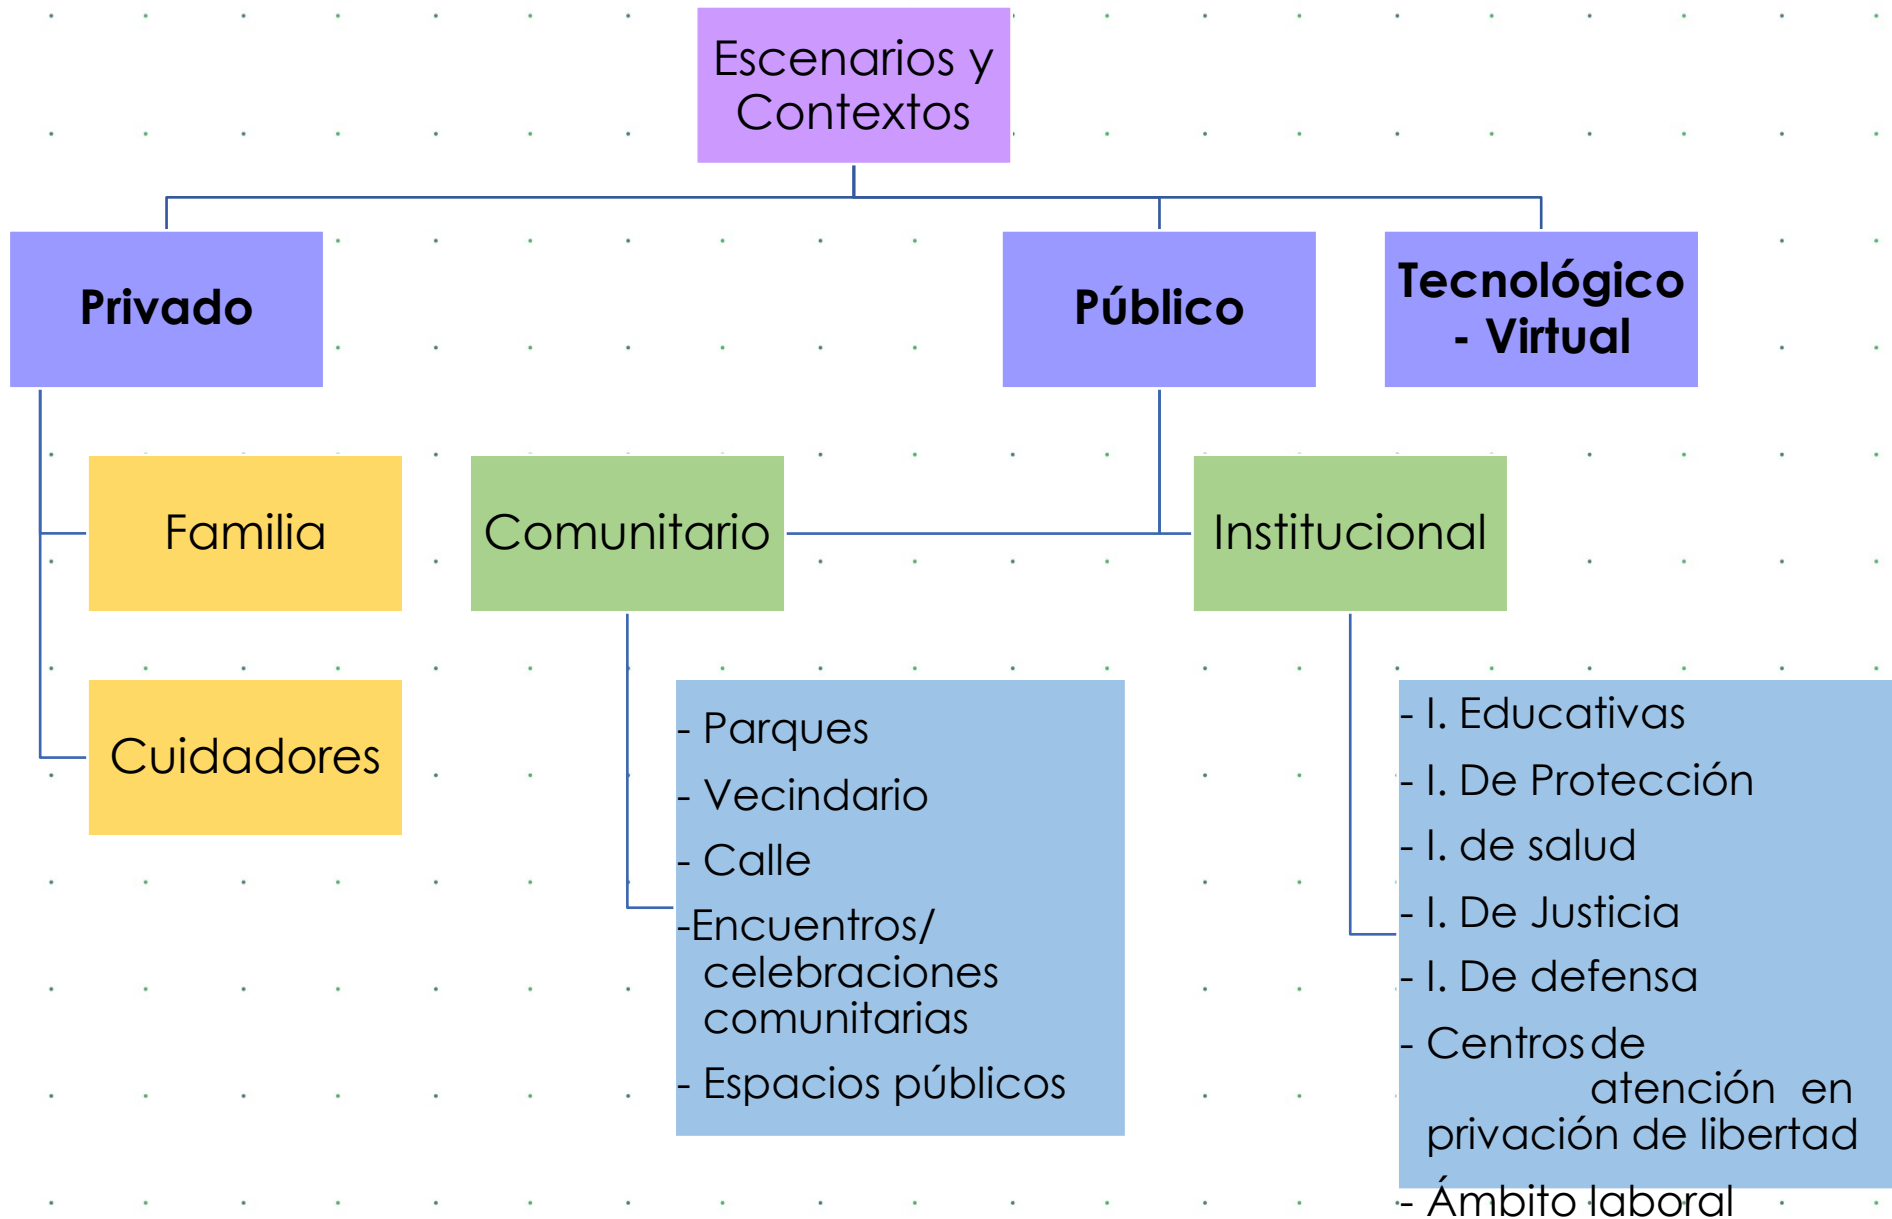 Escenarios y
Contextos
Privado
Público
Tecnológico
- Virtual
Familia
Comunitario
Institucional
Cuidadores
- Parques
- Vecindario
- Calle
-Encuentros/
celebraciones
comunitarias
- Espacios públicos
- I. Educativas
- I. De Protección
- I. de salud
- I. De Justicia
- I. De defensa
- Centros de
atención en
privación de libertad
- Ámbito laboral